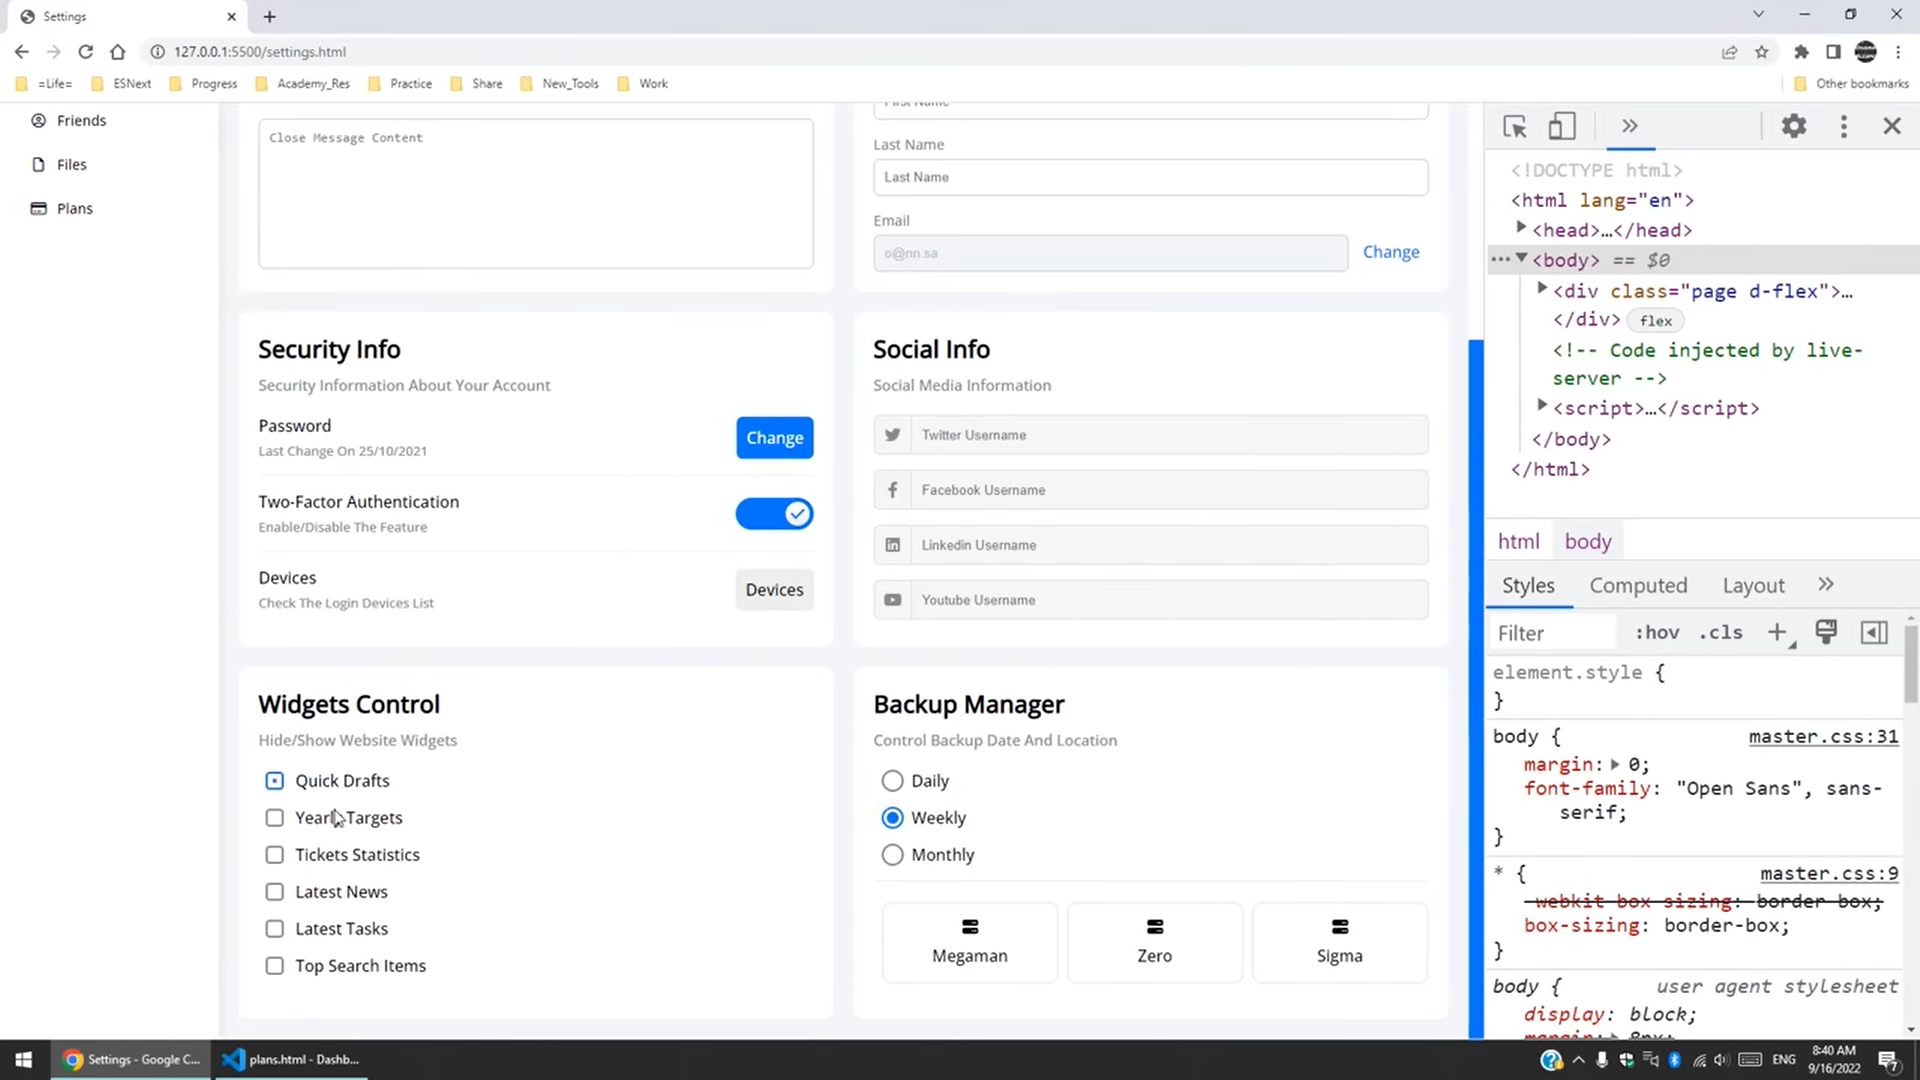 Settings
127.0.0.1:5500/settings.html
=Life=
ESNext
Progress
Academy_Res
Practice
Share
New_Tools
Work
Other bookmarks
Friends
Files
Plans
Close Message Content
First Name
Last Name
Last Name
Email
o@nn.sa
Change
Security Info
Security Information About Your Account
Password
Last Change On 25/10/2021
Change
Two-Factor Authentication
Enable/Disable The Feature
Devices
Check The Login Devices List
Devices
Social Info
Social Media Information
Twitter Username
Facebook Username
Linkedin Username
Youtube Username
Widgets Control
Hide/Show Website Widgets
Quick Drafts
Yearly Targets
Tickets Statistics
Latest News
Latest Tasks
Top Search Items
Backup Manager
Control Backup Date And Location
Daily
Weekly
Monthly
Megaman
Zero
Sigma
<!DOCTYPE html>
<html lang="en">
<head>…</head>
<body> == $0
<div class="page d-flex">…
</div> flex
<!-- Code injected by live-
server -->
<script>…</script>
</body>
</html>
html body
Styles Computed Layout
Filter :hov .cls
element.style {
}
body { master.css:31
margin: 0;
font-family: "Open Sans", sans-
serif;
}
* { master.css:9
-webkit-box-sizing: border-box;
box-sizing: border-box;
}
body { user agent stylesheet
display: block;
margin: 8px;
Settings - Google C...
plans.html - Dashb...
ENG
8:40 AM
9/16/2022
7